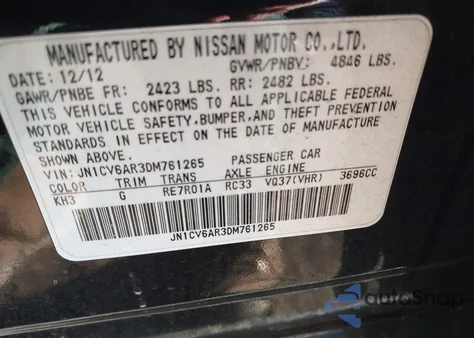 MANUFACTURED BY NISSAN MOTOR CO.,LTD.
DATE: 12/12 GVWR/PNBV: 4846 LBS.
GAWR/PNBE FR: 2423 LBS. RR: 2482 LBS.
THIS VEHICLE CONFORMS TO ALL APPLICABLE FEDERAL
MOTOR VEHICLE SAFETY, BUMPER, AND THEFT PREVENTION
STANDARDS IN EFFECT ON THE DATE OF MANUFACTURE
SHOWN ABOVE.
VIN: JN1CV6AR3DM761265 PASSENGER CAR
COLOR TRIM TRANS AXLE ENGINE
KH3 G RE7R01A RC33 VQ37(VHR) 3696CC
JN1CV6AR3DM761265
autoSnap